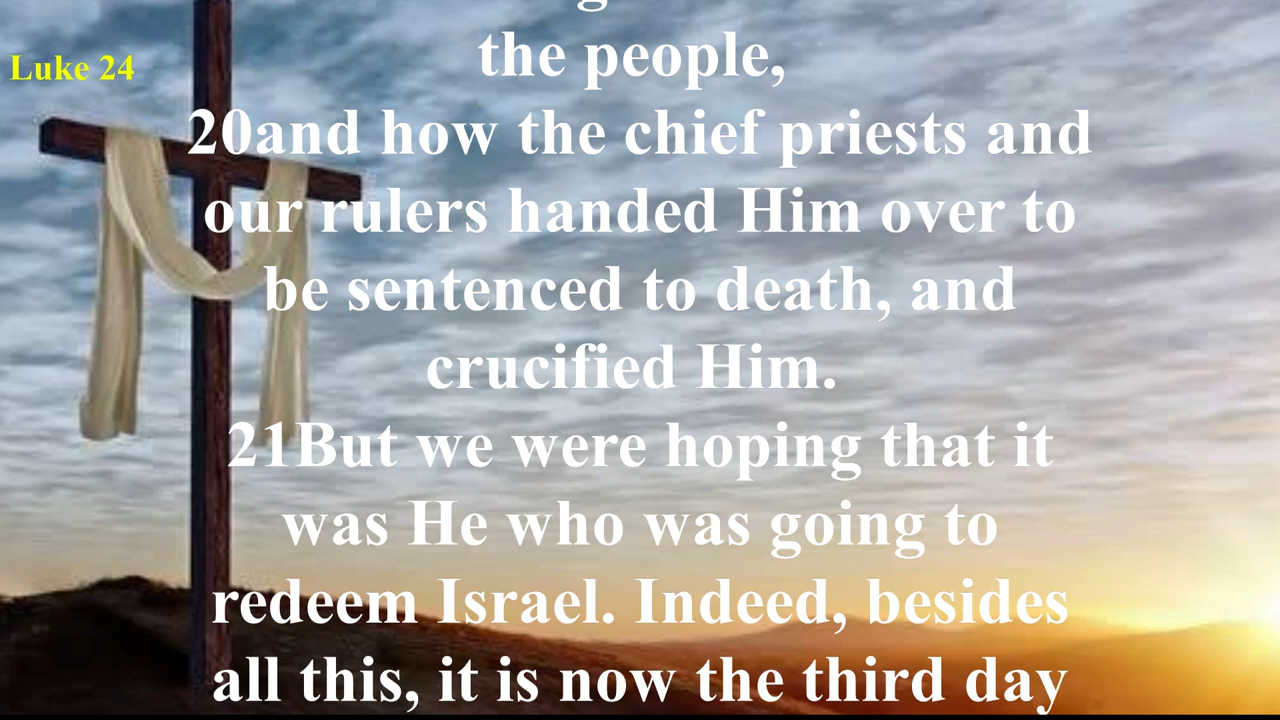 Luke 24
the people,
20and how the chief priests and
our rulers handed Him over to
be sentenced to death, and
crucified Him.
21But we were hoping that it
was He who was going to
redeem Israel. Indeed, besides
all this, it is now the third day